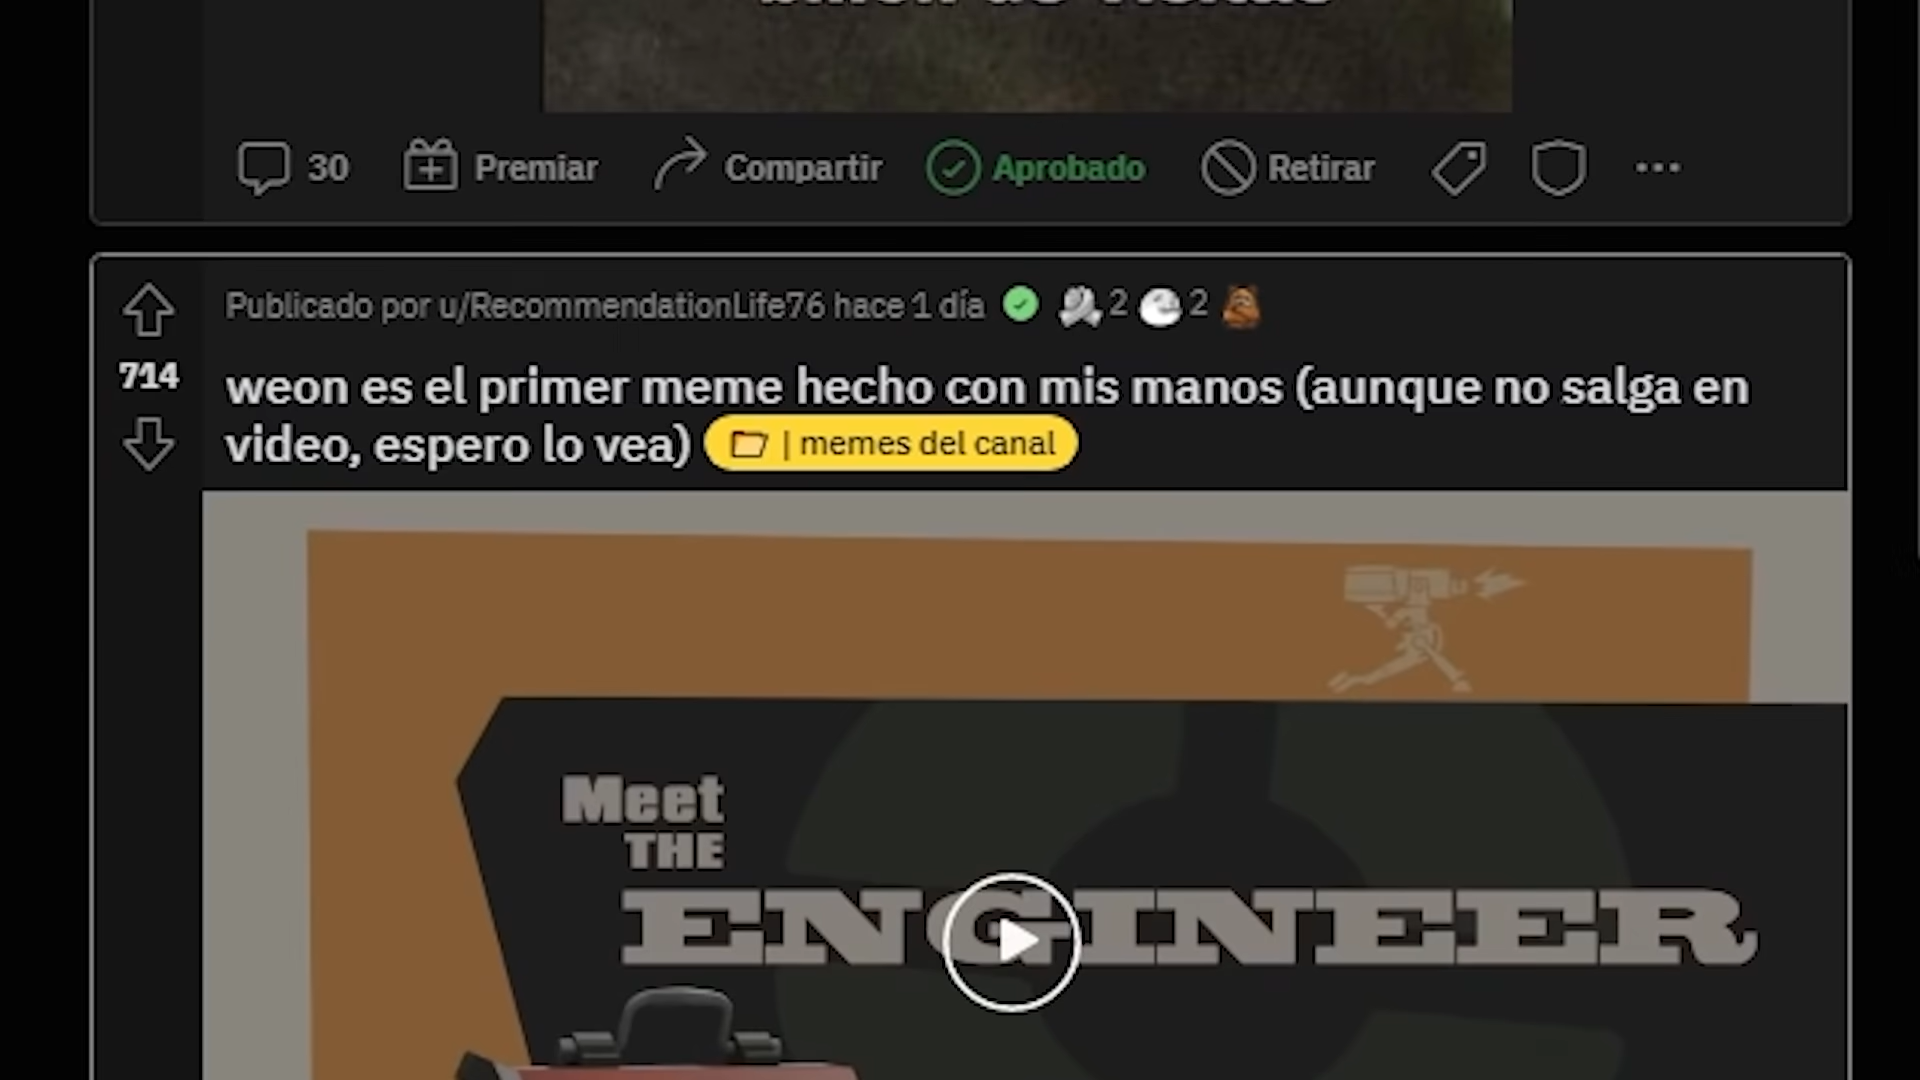 30 Premiar Compartir Aprobado Retirar
Publicado por u/RecommendationLife76 hace 1 día 2 2
714
weon es el primer meme hecho con mis manos (aunque no salga en
video, espero lo vea) | memes del canal
Meet
THE
ENGINEER